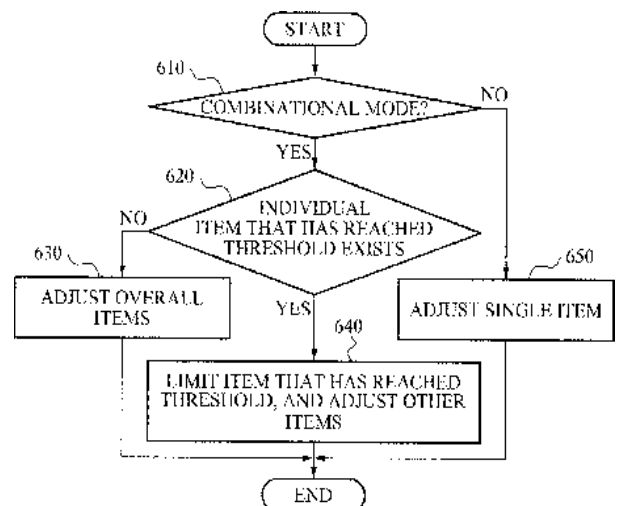 START
610
COMBINATIONAL MODE?
NO
YES
620
INDIVIDUAL
ITEM THAT HAS REACHED
THRESHOLD EXISTS
NO
630
650
ADJUST OVERALL
ITEMS
YES
ADJUST SINGLE ITEM
640
LIMIT ITEM THAT HAS REACHED
THRESHOLD, AND ADJUST OTHER
ITEMS
END